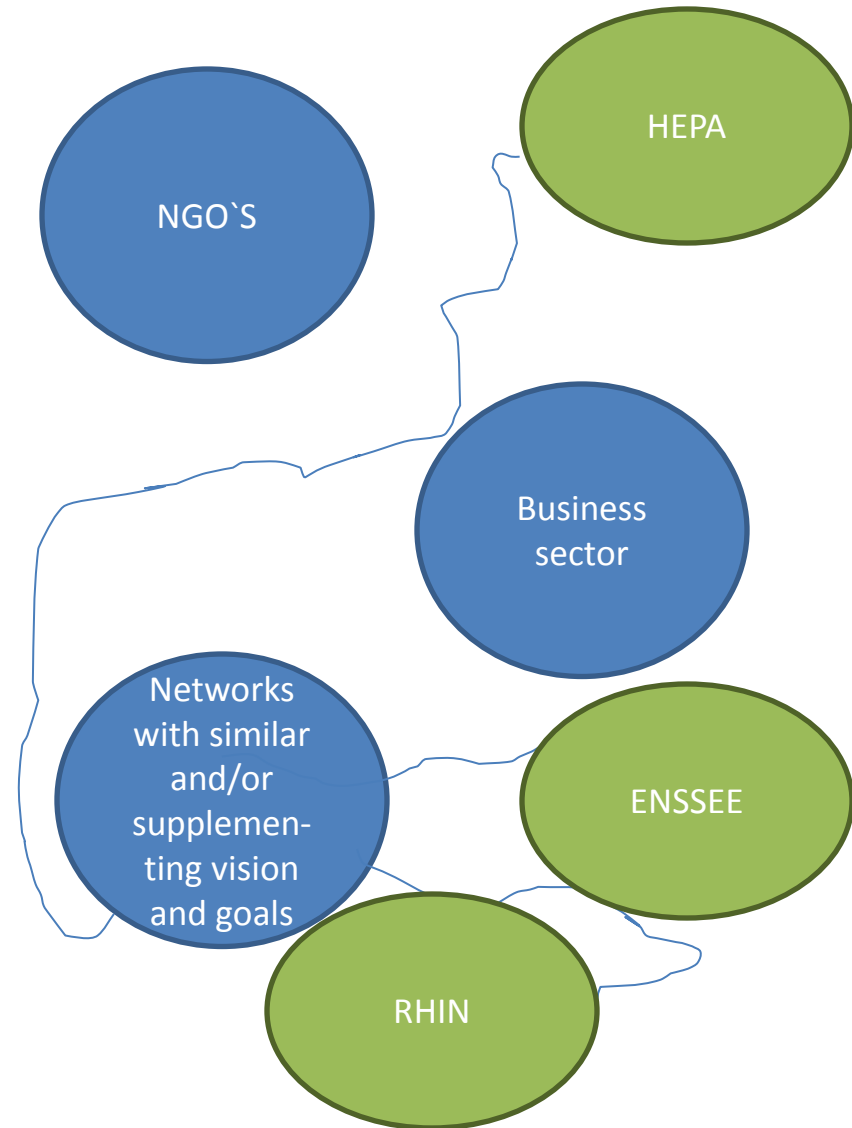 HEPA
NGO`S
Business
sector
Networks
with similar
and/or
supplemen-
ting vision
and goals
ENSSEE
RHIN